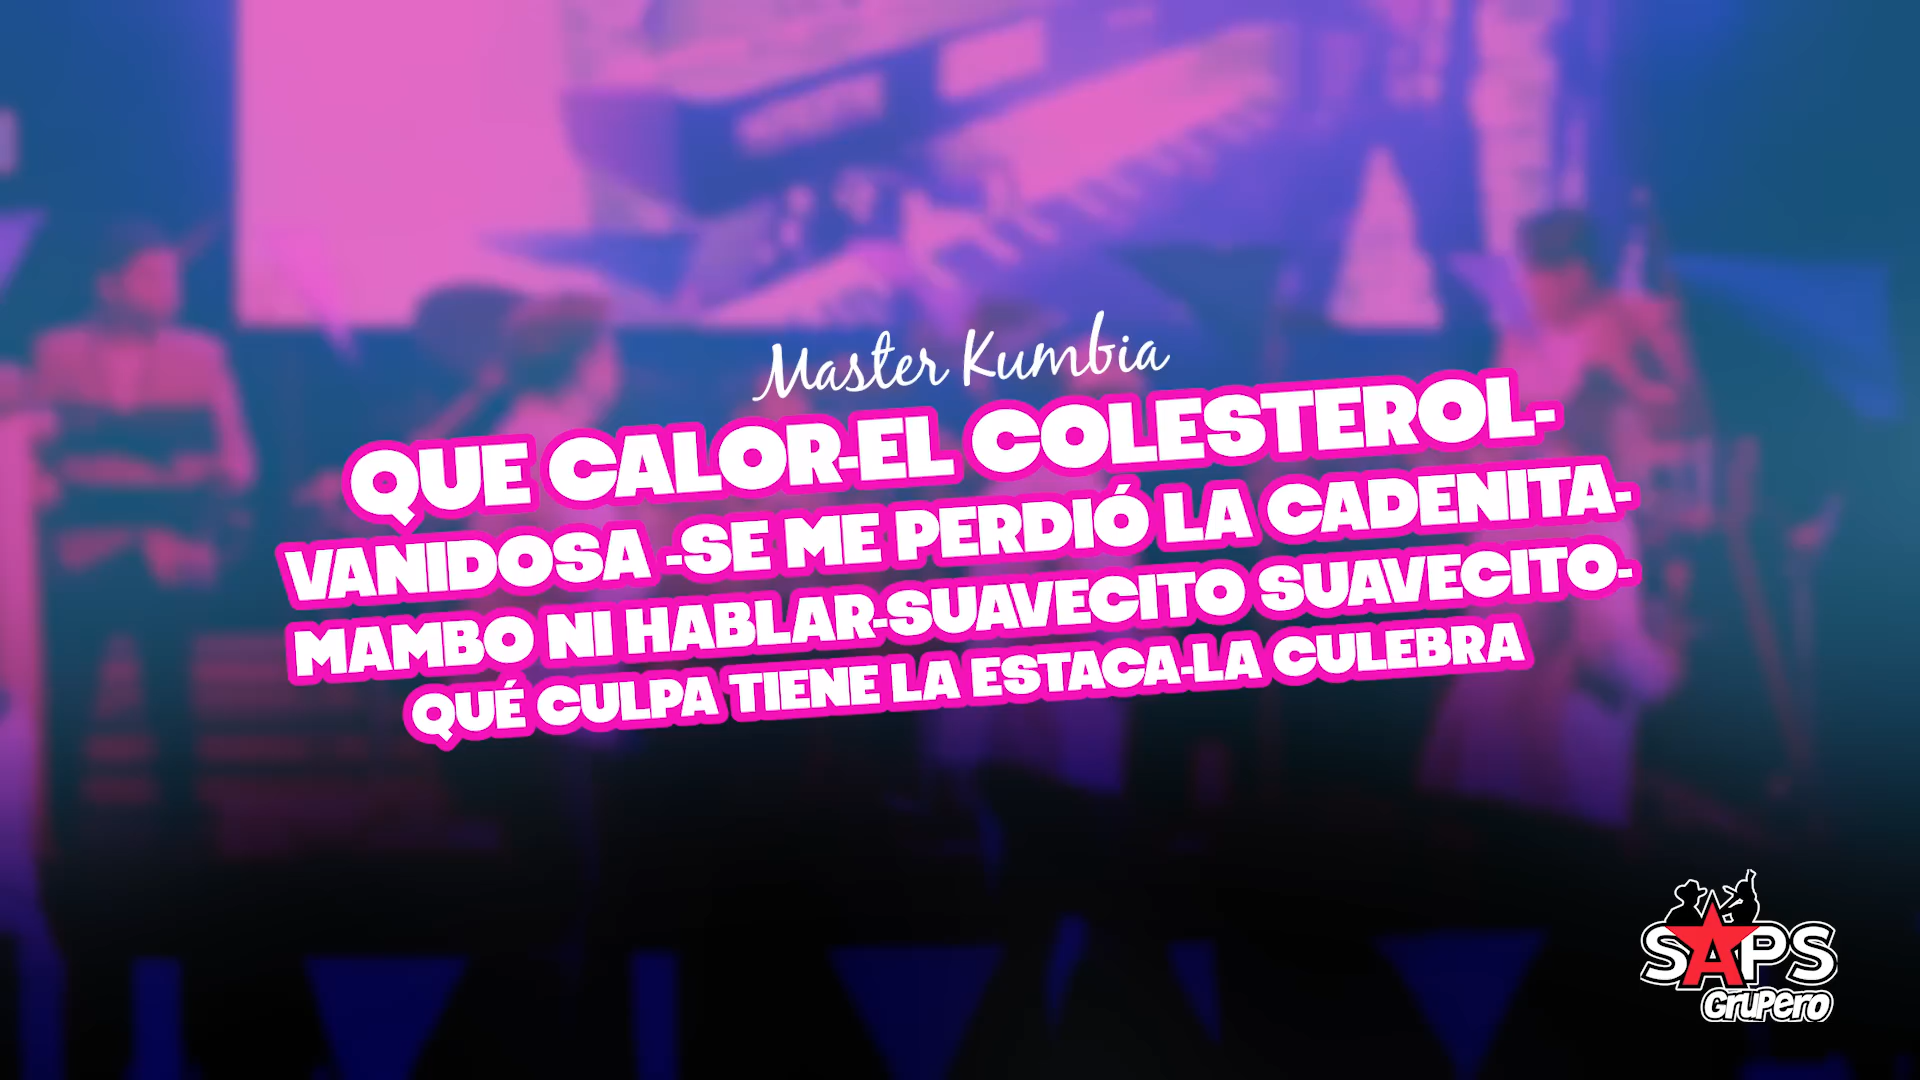 Master Kumbia
QUE CALOR-EL COLESTEROL-
VANIDOSA -SE ME PERDIÓ LA CADENITA-
MAMBO NI HABLAR-SUAVECITO SUAVECITO-
QUÉ CULPA TIENE LA ESTACA-LA CULEBRA
SAPS
GRUPERO